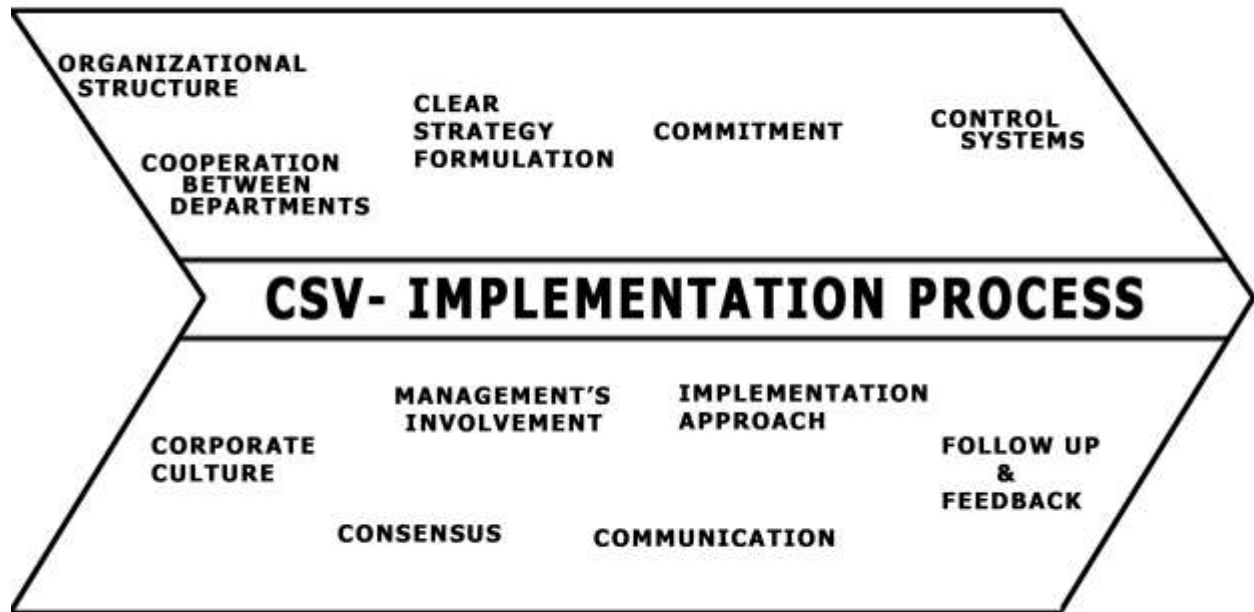 ORGANIZATIONAL
STRUCTURE
COOPERATION
BETWEEN
DEPARTMENTS
CLEAR
STRATEGY
FORMULATION
COMMITMENT
CONTROL
SYSTEMS
CSV- IMPLEMENTATION PROCESS
CORPORATE
CULTURE
MANAGEMENT'S
INVOLVEMENT
CONSENSUS
IMPLEMENTATION
APPROACH
COMMUNICATION
FOLLOW UP
&
FEEDBACK